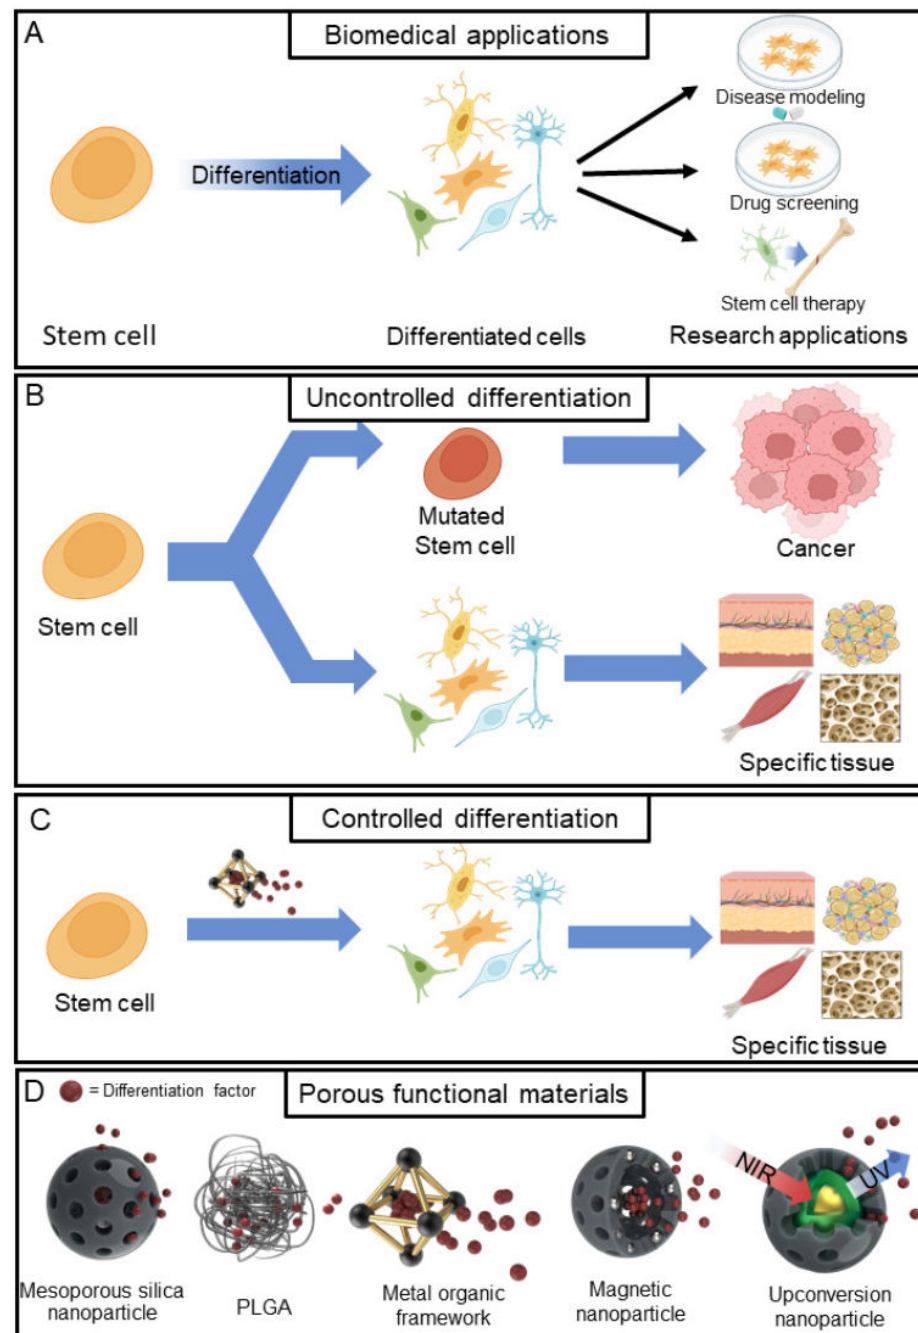 A
Biomedical applications
Differentiation
Disease modeling
Drug screening
Stem cell therapy
Stem cell
Differentiated cells
Research applications
B
Uncontrolled differentiation
Mutated
Stem cell
Cancer
Stem cell
Specific tissue
C
Controlled differentiation
Stem cell
Specific tissue
D
= Differentiation factor
Porous functional materials
NIR
UV
Mesoporous silica
nanoparticle
PLGA
Metal organic
framework
Magnetic
nanoparticle
Upconversion
nanoparticle